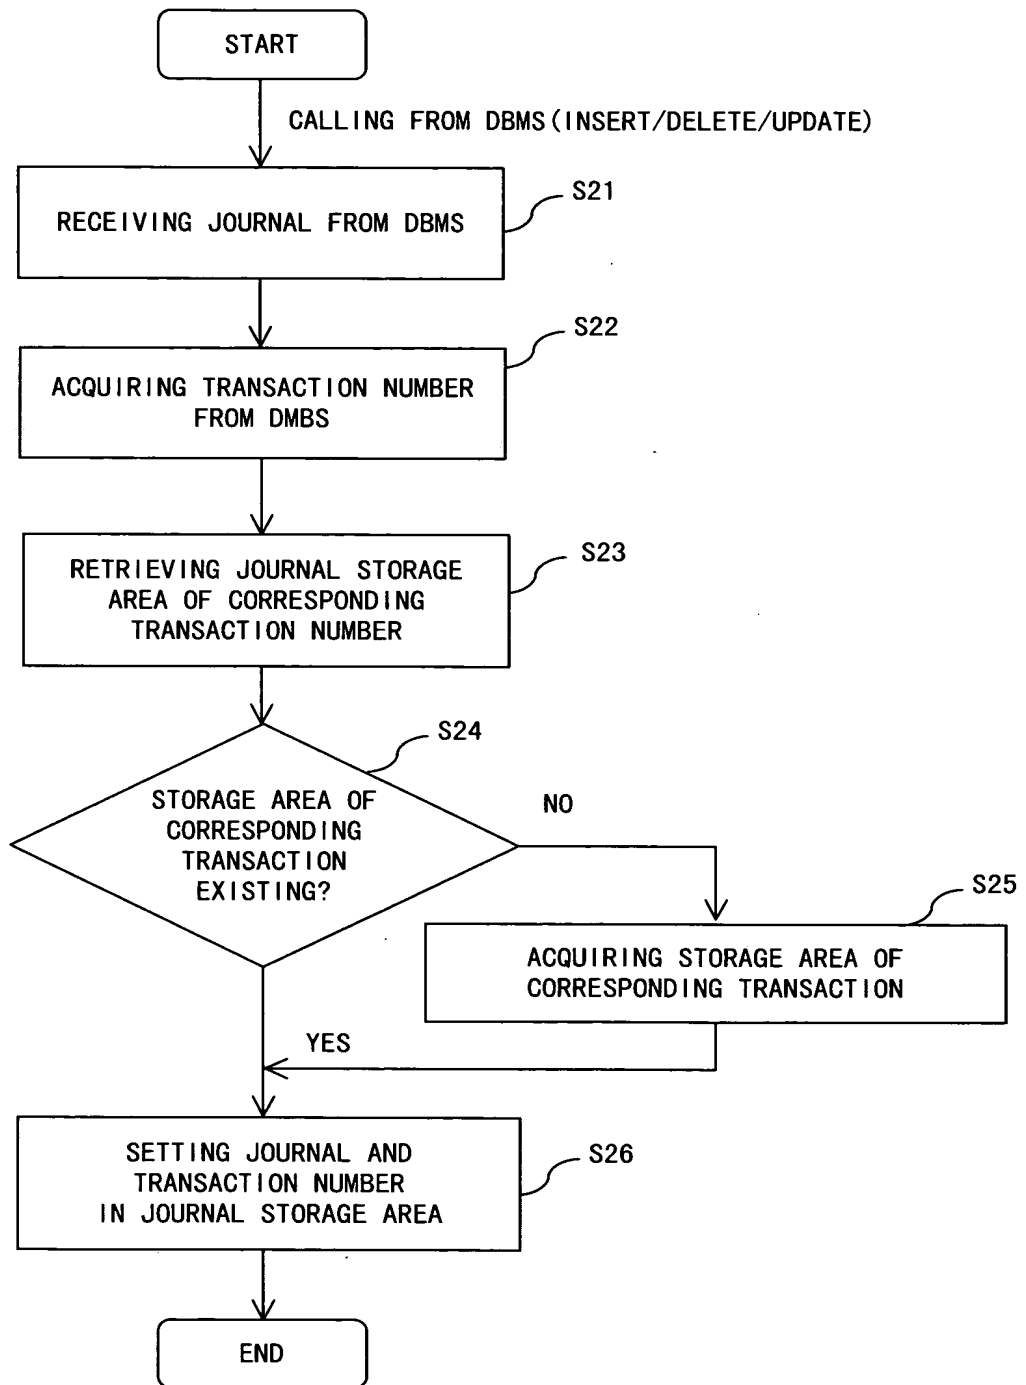 START
CALLING FROM DBMS(INSERT/DELETE/UPDATE)
S21
RECEIVING JOURNAL FROM DBMS
S22
ACQUIRING TRANSACTION NUMBER
FROM DMBS
S23
RETRIEVING JOURNAL STORAGE
AREA OF CORRESPONDING
TRANSACTION NUMBER
S24
STORAGE AREA OF
CORRESPONDING
TRANSACTION
EXISTING?
NO
S25
ACQUIRING STORAGE AREA OF
CORRESPONDING TRANSACTION
YES
SETTING JOURNAL AND
TRANSACTION NUMBER
IN JOURNAL STORAGE AREA
S26
END